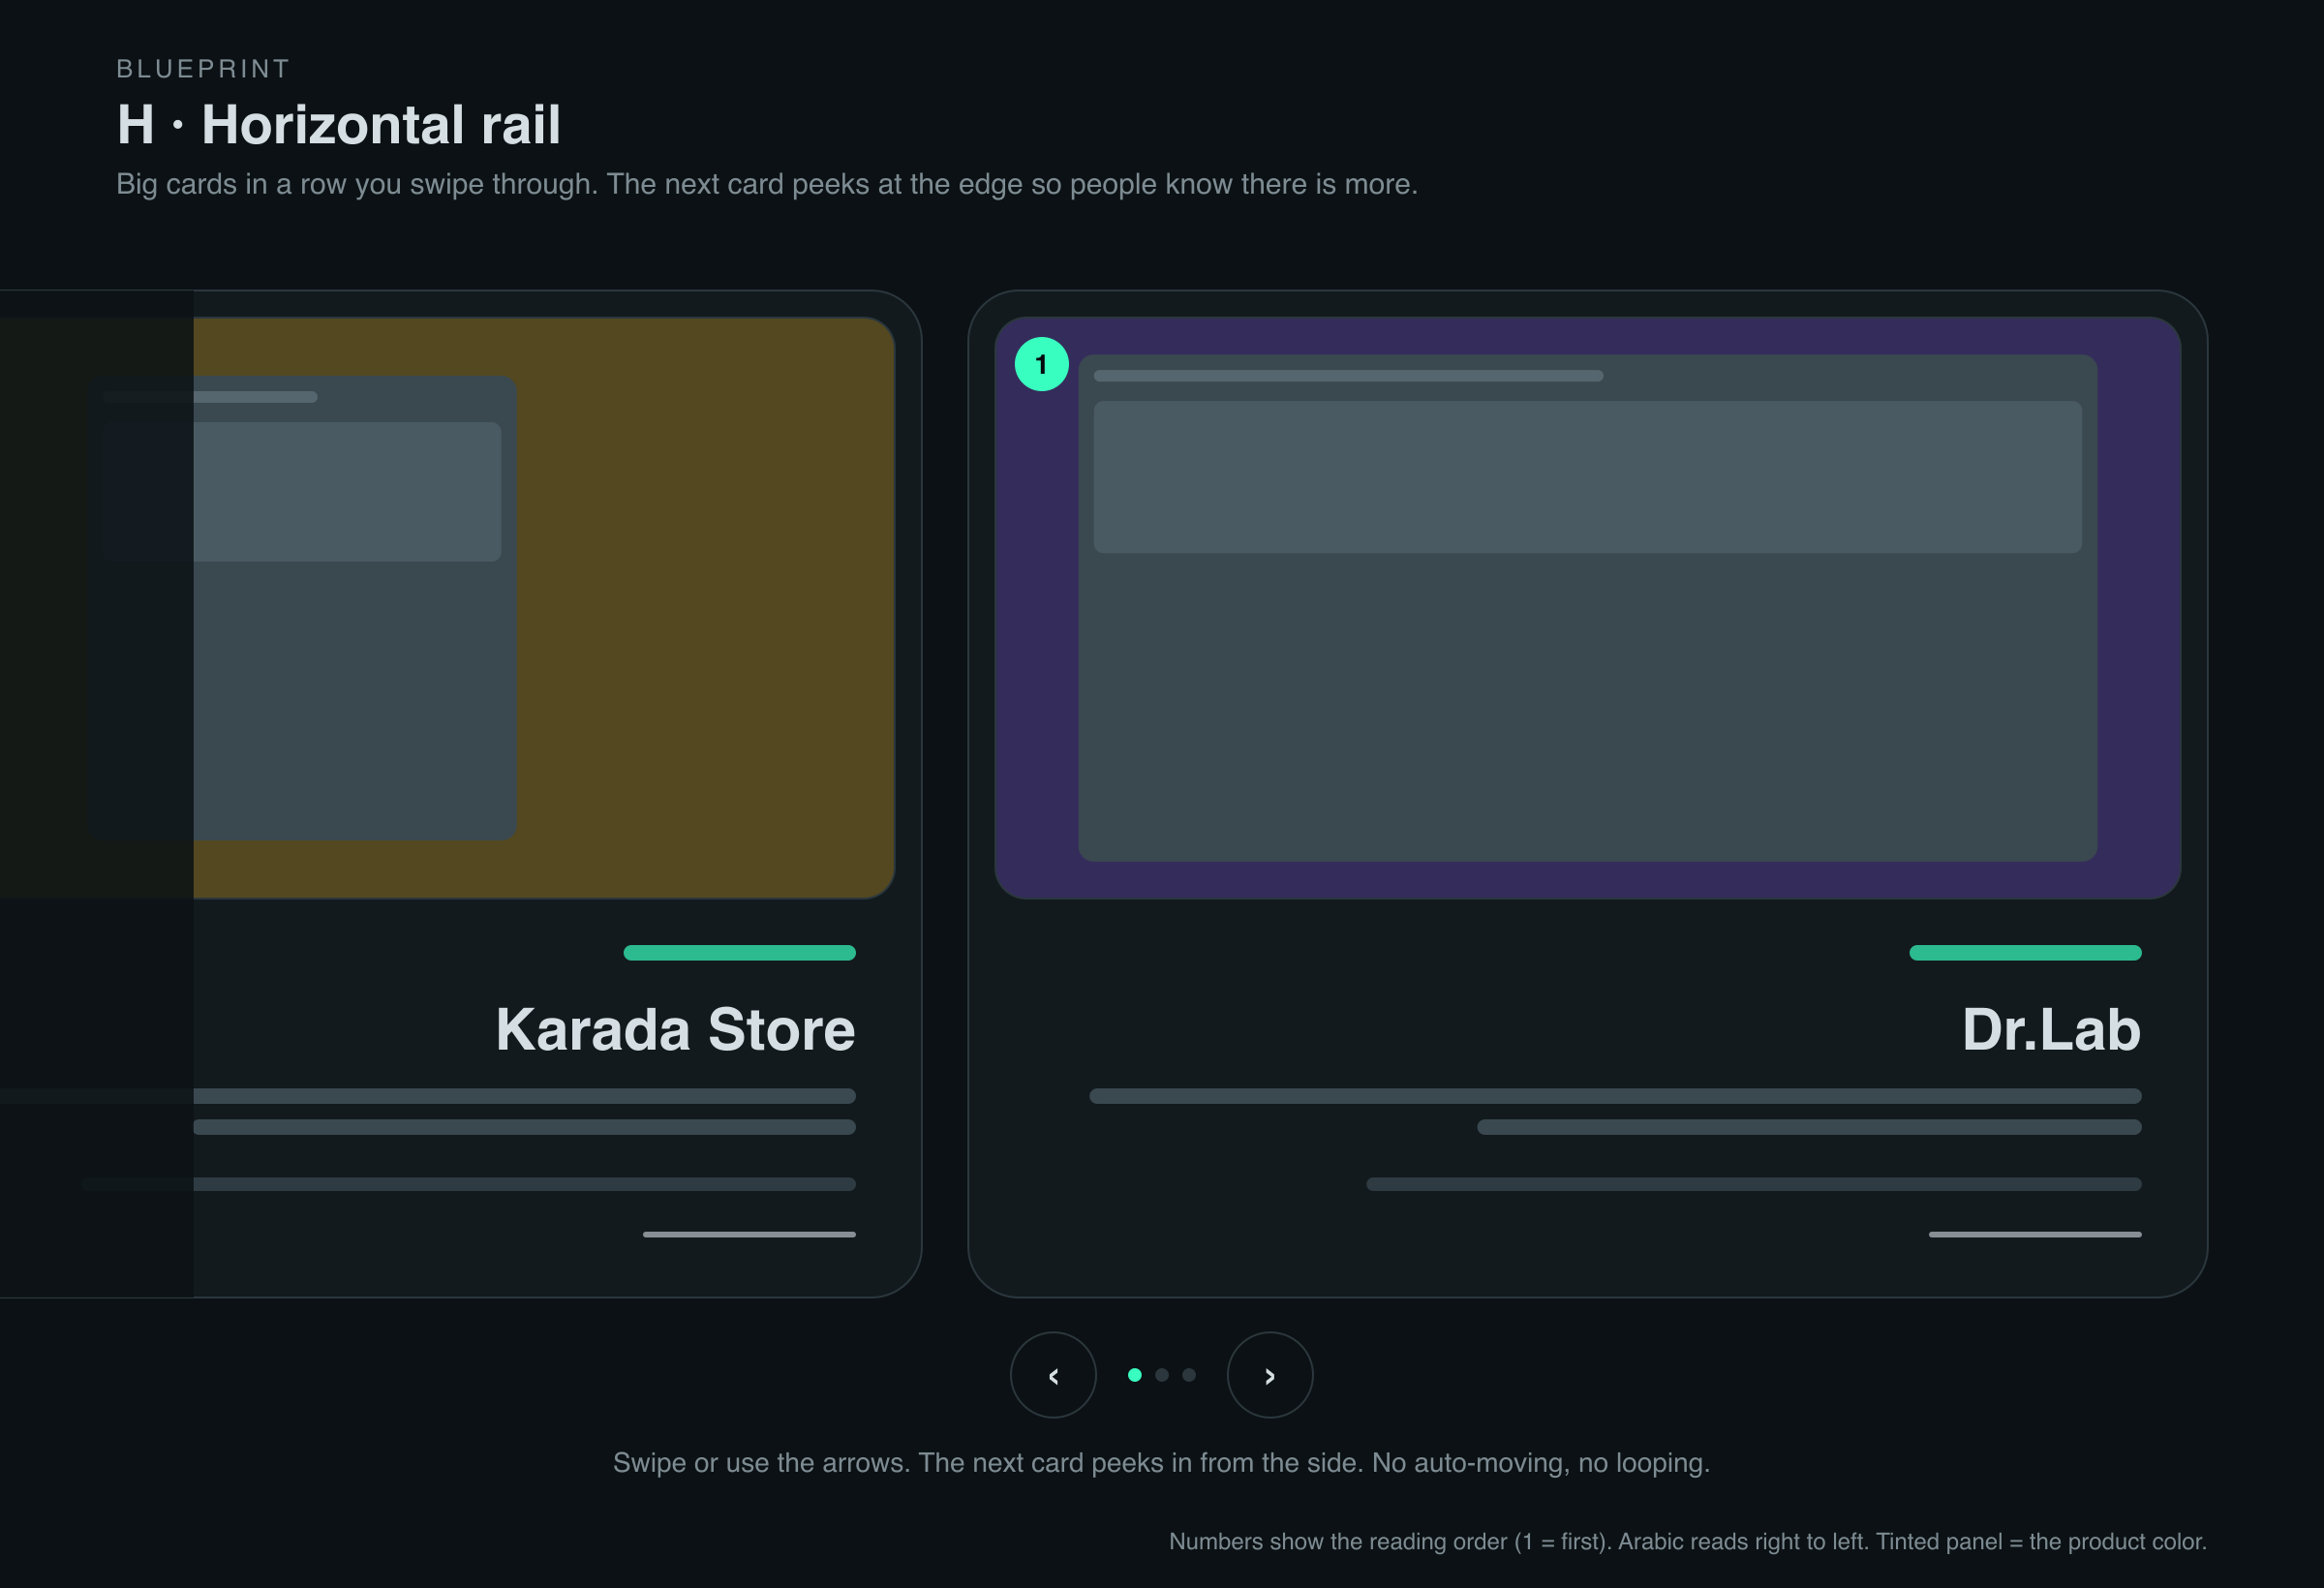 BLUEPRINT
H · Horizontal rail
Big cards in a row you swipe through. The next card peeks at the edge so people know there is more.
1
Karada Store
Dr.Lab
‹
›
Swipe or use the arrows. The next card peeks in from the side. No auto-moving, no looping.
Numbers show the reading order (1 = first). Arabic reads right to left. Tinted panel = the product color.